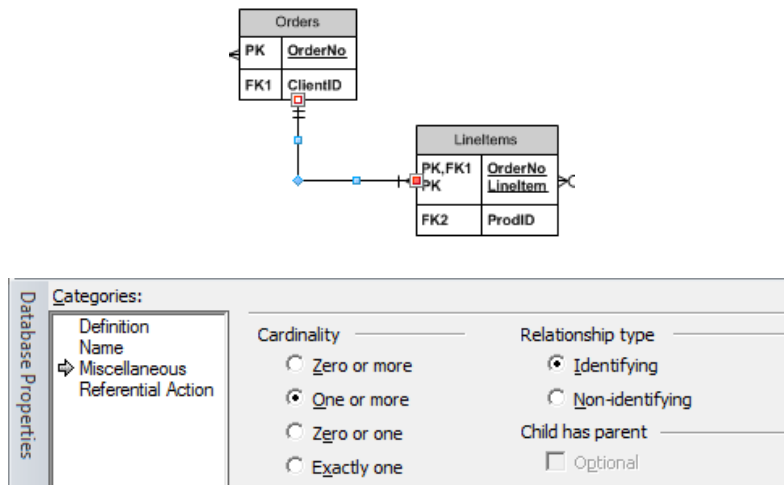 Orders
PK OrderNo
FK1 ClientID
LineItems
PK,FK1 OrderNo
PK LineItem
FK2 ProdID
Database Properties
Categories:
Definition
Name
Miscellaneous
Referential Action
Cardinality
Zero or more
One or more
Zero or one
Exactly one
Relationship type
Identifying
Non-identifying
Child has parent
Optional